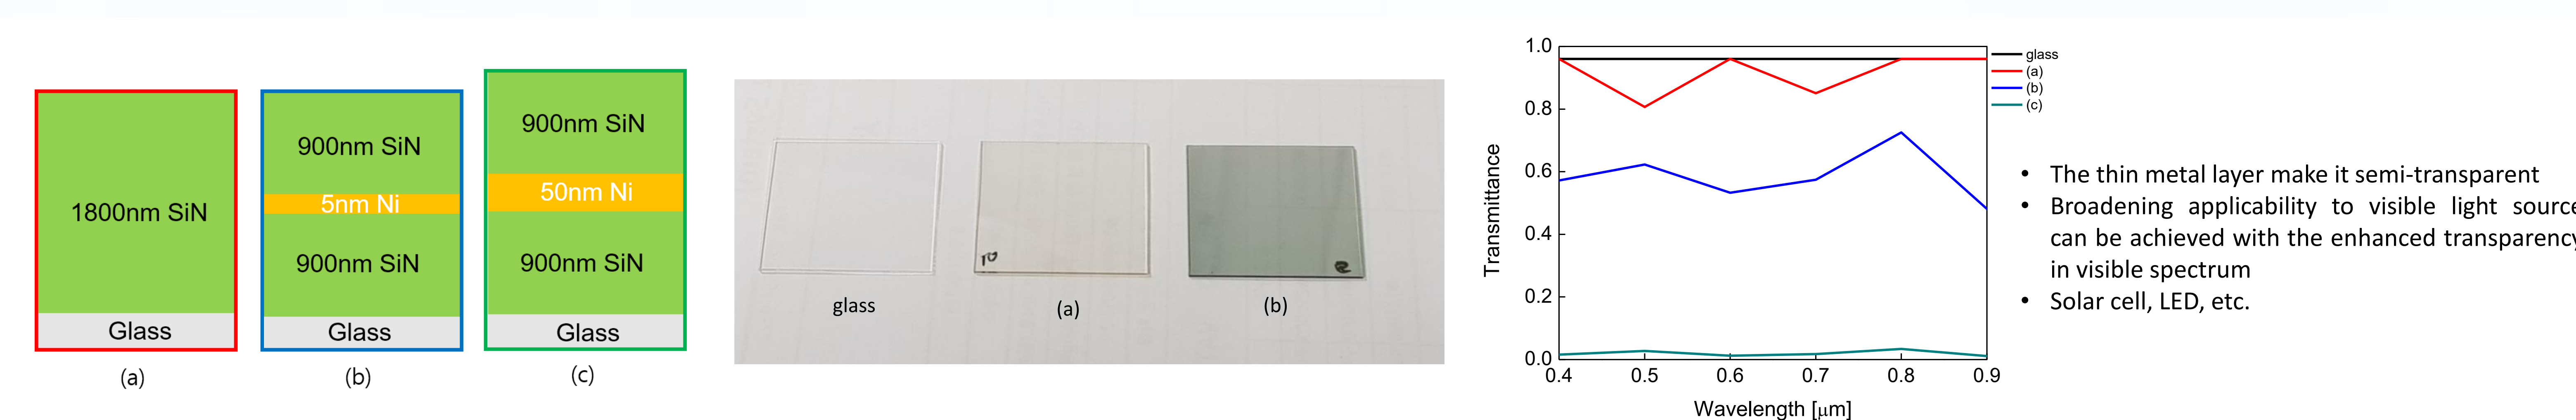 1800nm SiN
Glass
(a)
900nm SiN
5nm Ni
900nm SiN
Glass
(b)
900nm SiN
50nm Ni
900nm SiN
Glass
(c)
glass
(a)
(b)
Transmittance
1.0
0.8
0.6
0.4
0.2
0.0
0.4 0.5 0.6 0.7 0.8 0.9
Wavelength [μm]
glass
(a)
(b)
(c)
• The thin metal layer make it semi-transparent
• Broadening applicability to visible light source
can be achieved with the enhanced transparency
in visible spectrum
• Solar cell, LED, etc.